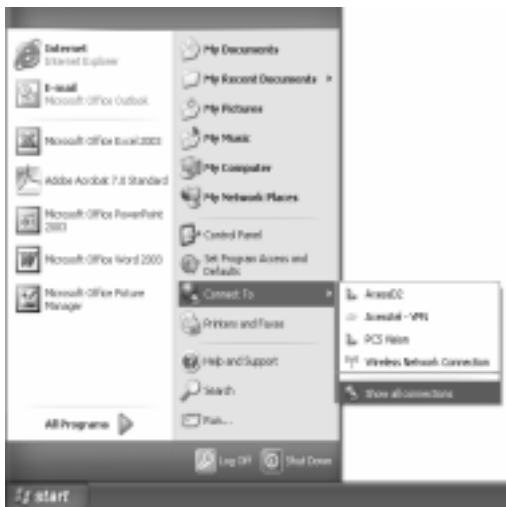 Internet
Internet Explorer
E-mail
Microsoft Office Outlook
Microsoft Office Excel 2003
Adobe Acrobat 7.0 Standard
Microsoft Office PowerPoint
2003
Microsoft Office Word 2003
Microsoft Office Picture
Manager
All Programs
My Documents
My Recent Documents
My Pictures
My Music
My Computer
My Network Places
Control Panel
Set Program Access and
Defaults
Connect To
Printers and Faxes
Help and Support
Search
Run...
- VPN
PCS Vision
Wireless Network Connection
Show all connections
Log Off
Shut Down
start